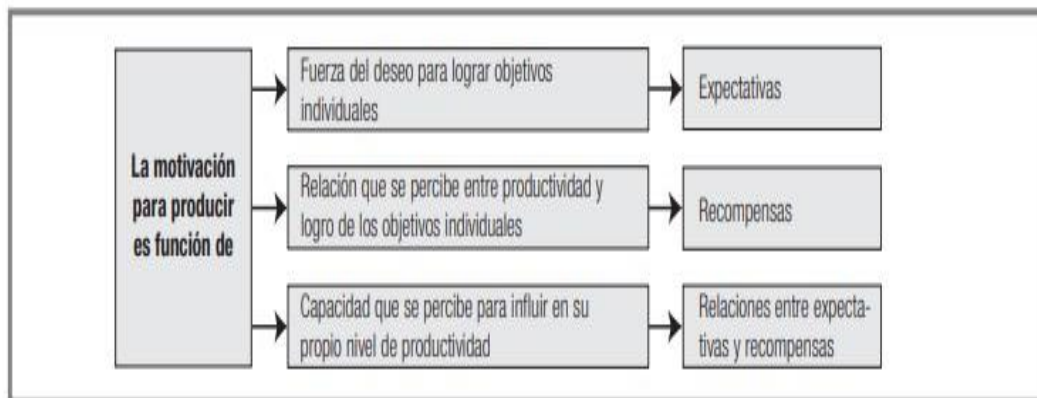 La motivación
para producir
es función de
Fuerza del deseo para lograr objetivos
individuales
Expectativas
Relación que se percibe entre productividad y
logro de los objetivos individuales
Recompensas
Capacidad que se percibe para influir en su
propio nivel de productividad
Relaciones entre expecta-
tivas y recompensas